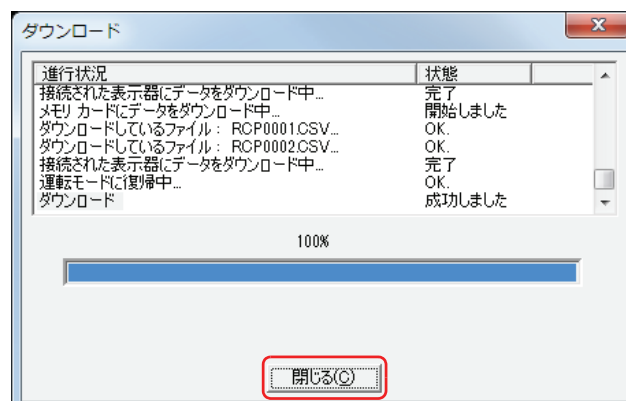 ダウンロード
進行状況 状態
接続された表示器にデータをダウンロード中... 完了
メモリ カードにデータをダウンロード中... 開始しました
ダウンロードしているファイル： RCP0001.CSV... OK.
ダウンロードしているファイル： RCP0002.CSV... OK.
接続された表示器にデータをダウンロード中... 完了
運転モードに復帰中... OK.
ダウンロード 成功しました
100%
閉じる(C)